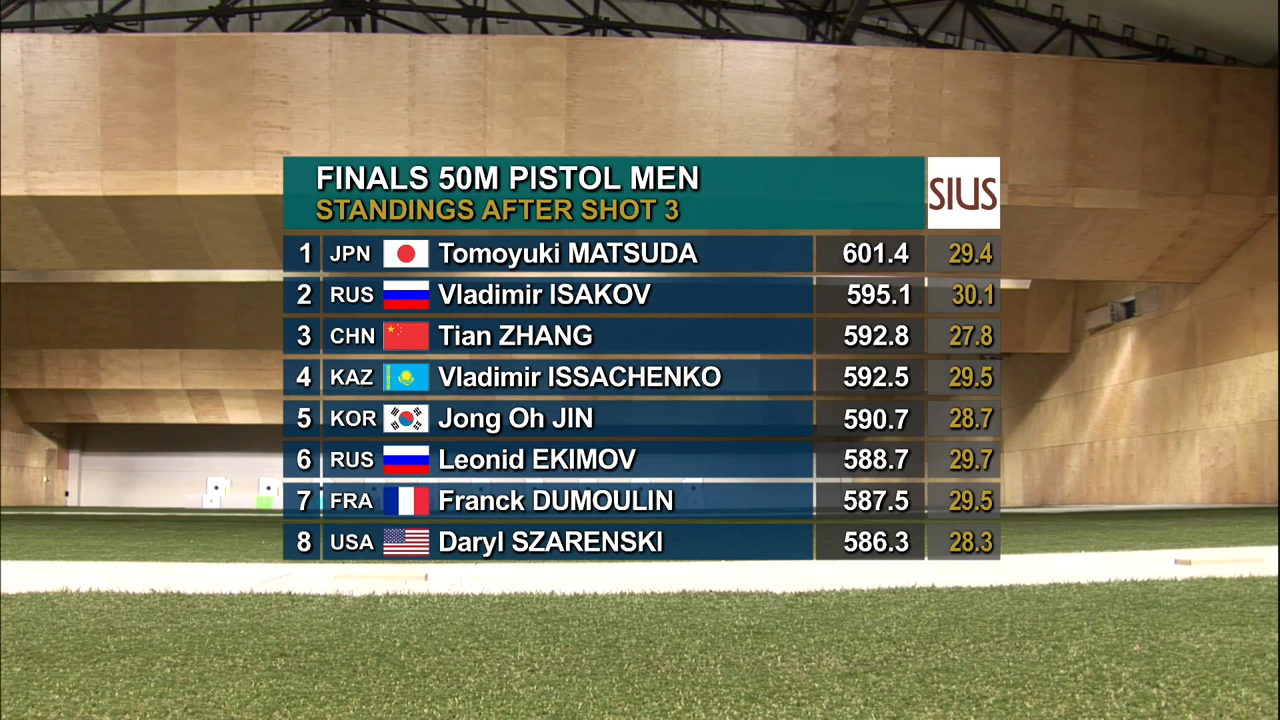 FINALS 50M PISTOL MEN
STANDINGS AFTER SHOT 3
SIUS
1 JPN Tomoyuki MATSUDA 601.4 29.4
2 RUS Vladimir ISAKOV 595.1 30.1
3 CHN Tian ZHANG 592.8 27.8
4 KAZ Vladimir ISSACHENKO 592.5 29.5
5 KOR Jong Oh JIN 590.7 28.7
6 RUS Leonid EKIMOV 588.7 29.7
7 FRA Franck DUMOULIN 587.5 29.5
8 USA Daryl SZARENSKI 586.3 28.3